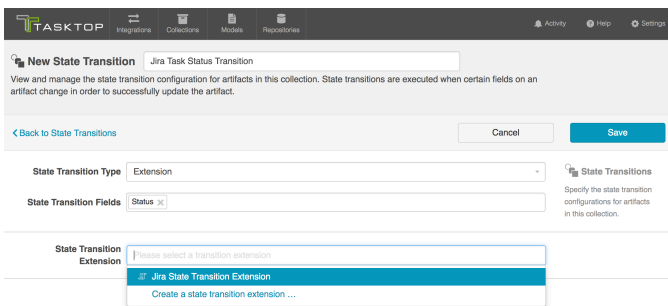 TASKTOP
Integrations
Collections
Models
Repositories
Activity
Help
Settings
New State Transition
Jira Task Status Transition
View and manage the state transition configuration for artifacts in this collection. State transitions are executed when certain fields on an
artifact change in order to successfully update the artifact.
Back to State Transitions
Cancel
Save
State Transition Type
Extension
State Transitions
Specify the state transition
configurations for artifacts
in this collection.
State Transition Fields
Status
State Transition
Extension
Please select a transition extension
Jira State Transition Extension
Create a state transition extension ...